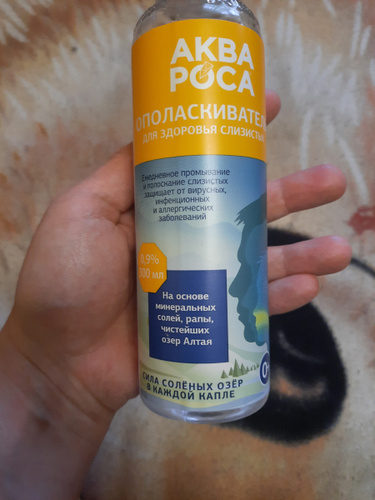 АКВА
РОСА
ОПОЛАСКИВАТЕЛ
ДЛЯ ЗДОРОВЬЯ СЛИЗИСТЫ
Ежедневное промывание
и полоскание слизистых
защищает от вирусных,
инфекционных
и аллергических
заболеваний
0,9%
100 мл
На основе
минеральных
солей, рапы,
чистейших
озер Алтая
СИЛА СОЛЁНЫХ ОЗЁР
В КАЖДОЙ КАПЛЕ